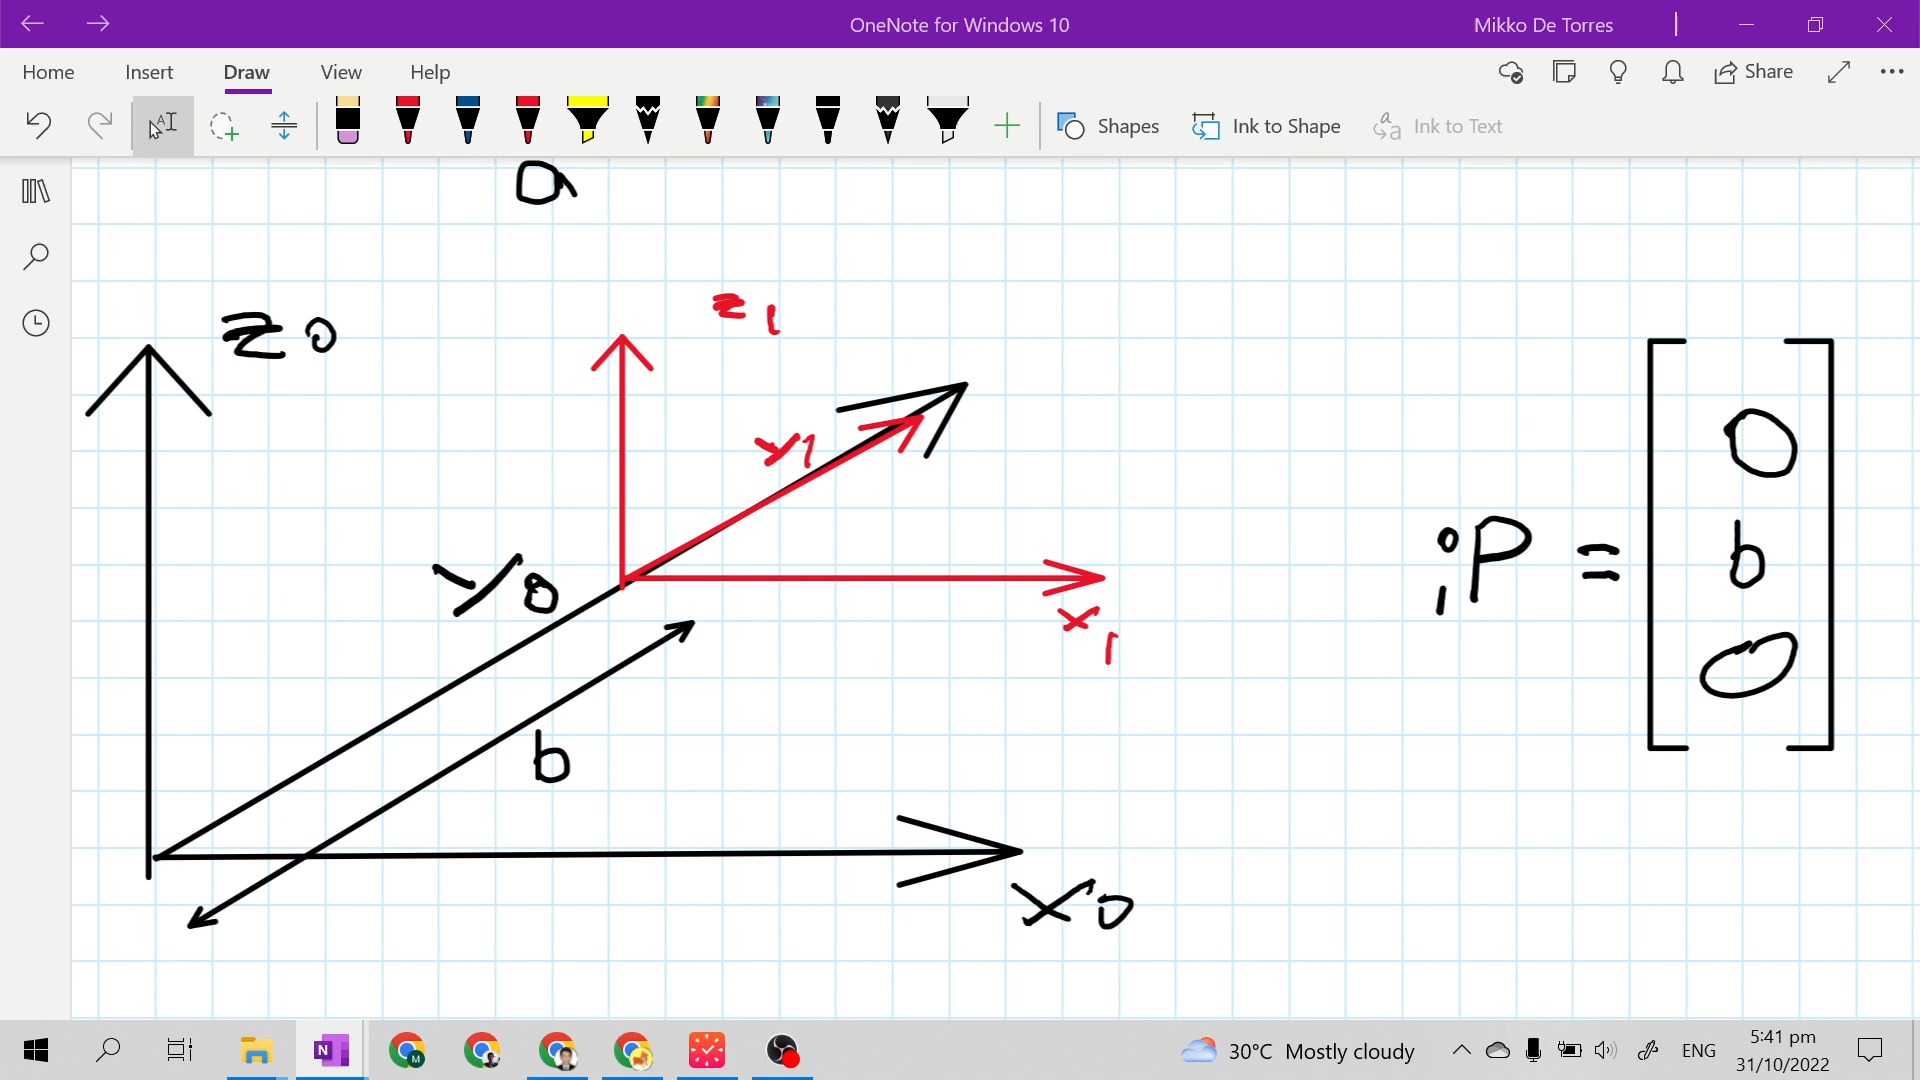 OneNote for Windows 10
Mikko De Torres
Home
Insert
Draw
View
Help
Share
Shapes
Ink to Shape
Ink to Text
a
z0
z1
y1
y0
x1
b
x0
0
1
P =
0
b
0
30°C Mostly cloudy
ENG
5:41 pm
31/10/2022